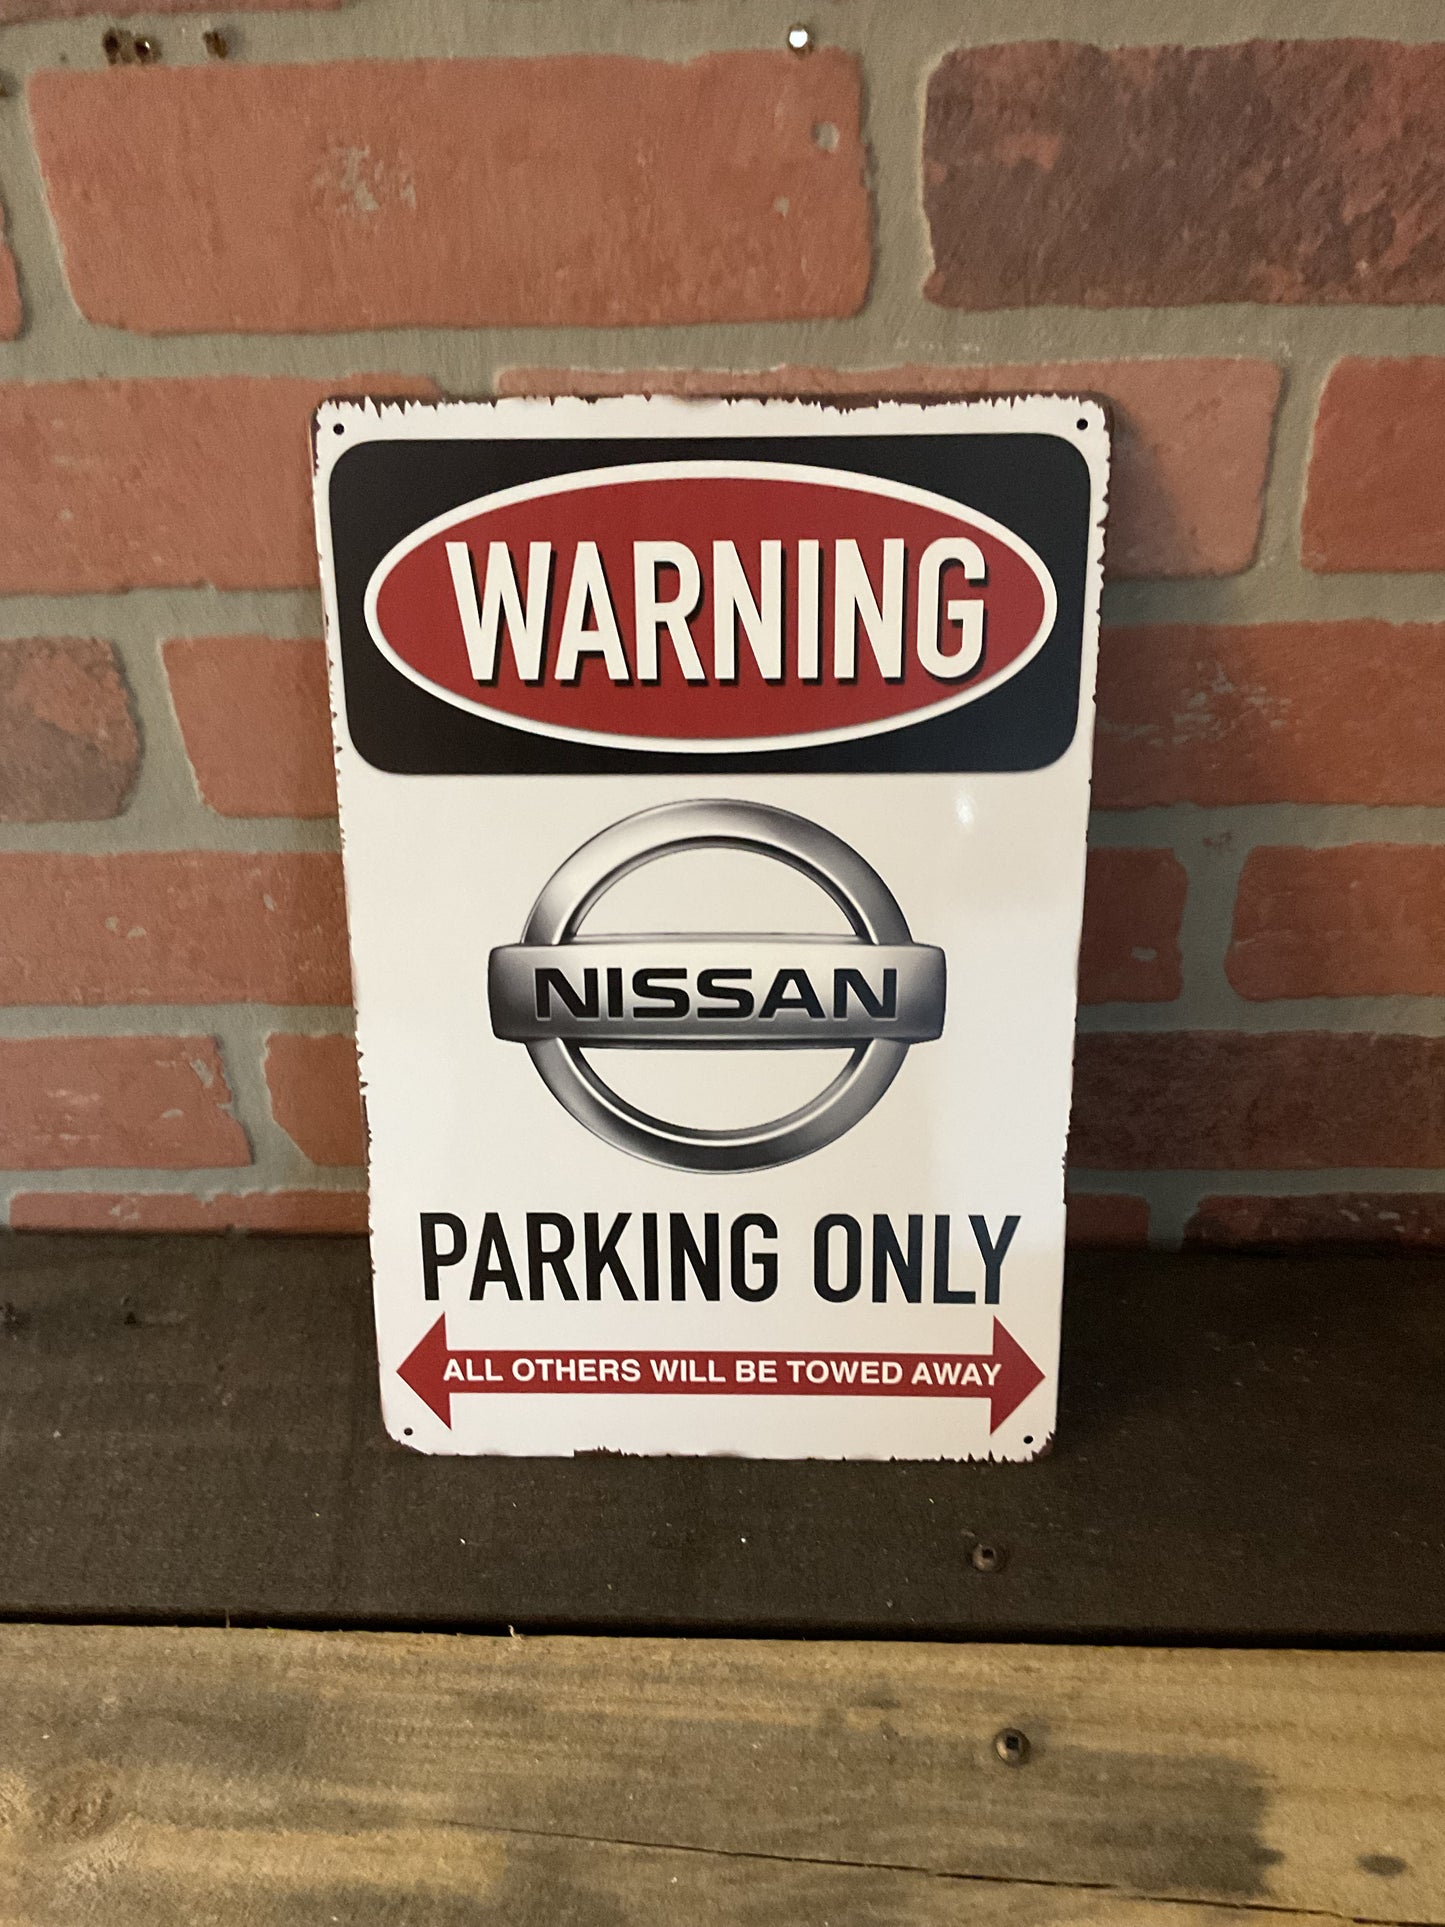 WARNING
NISSAN
PARKING ONLY
ALL OTHERS WILL BE TOWED AWAY